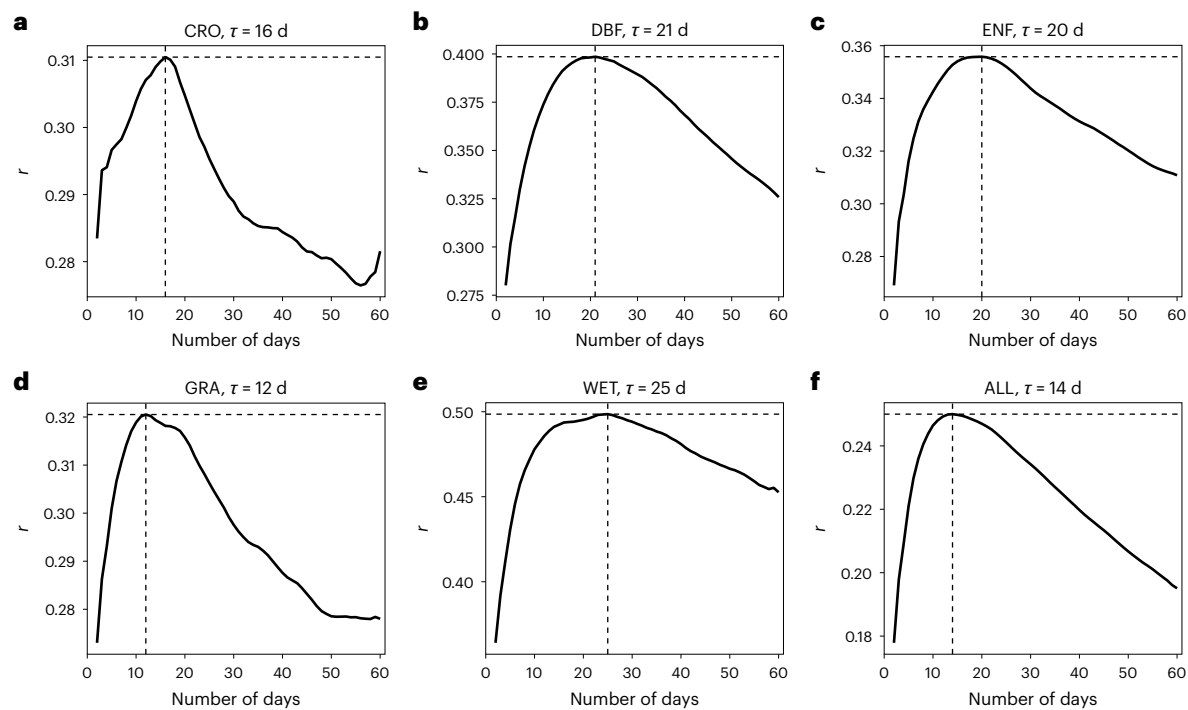 a
CRO, τ = 16 d
0.31
0.30
0.29
0.28
r
0 10 20 30 40 50 60
Number of days
b
DBF, τ = 21 d
0.400
0.375
0.350
0.325
0.300
0.275
r
0 10 20 30 40 50 60
Number of days
c
ENF, τ = 20 d
0.36
0.34
0.32
0.30
0.28
r
0 10 20 30 40 50 60
Number of days
d
GRA, τ = 12 d
0.32
0.31
0.30
0.29
0.28
r
0 10 20 30 40 50 60
Number of days
e
WET, τ = 25 d
0.50
0.45
0.40
r
0 10 20 30 40 50 60
Number of days
f
ALL, τ = 14 d
0.24
0.22
0.20
0.18
r
0 10 20 30 40 50 60
Number of days